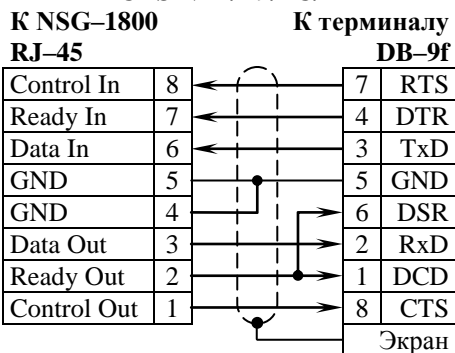 К NSG–1800 К терминалу
RJ–45 DB–9f
Control In 8 7 RTS
Ready In 7 4 DTR
Data In 6 3 TxD
GND 5 5 GND
GND 4 6 DSR
Data Out 3 2 RxD
Ready Out 2 1 DCD
Control Out 1 8 CTS
Экран